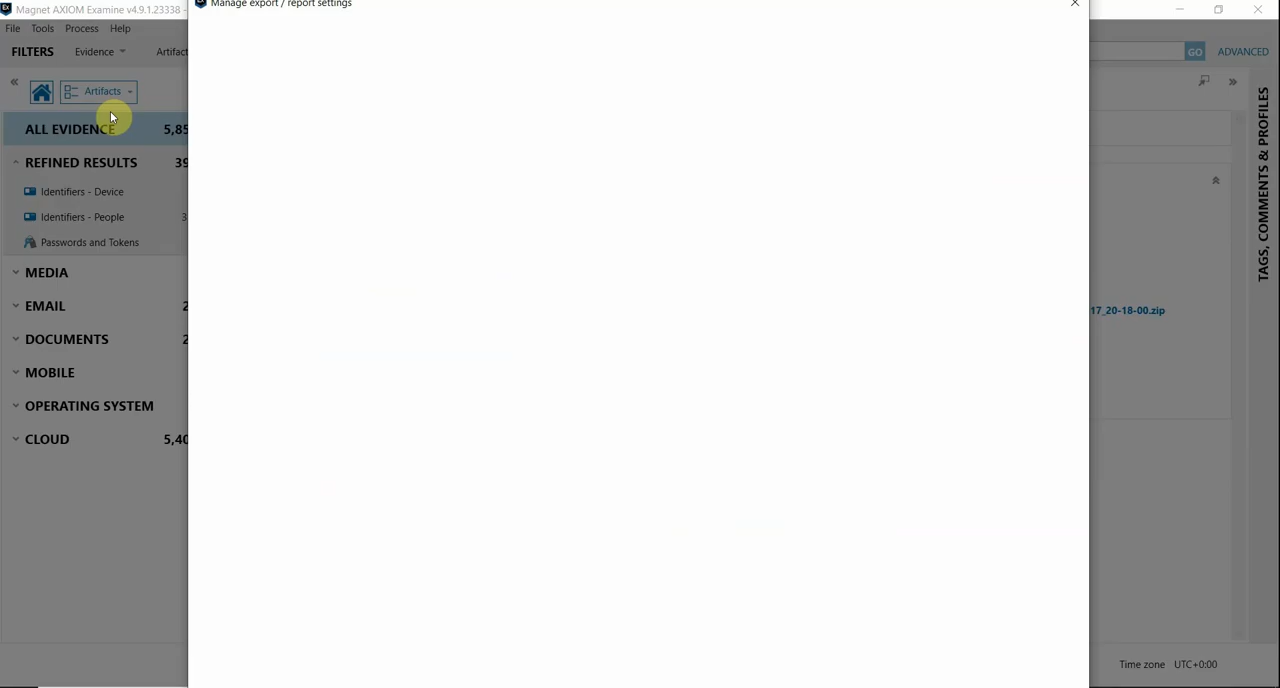 Magnet AXIOM Examine v4.9.1.23338 -
Manage export / report settings
File Tools Process Help
FILTERS Evidence Artifact
GO ADVANCED
Artifacts
ALL EVIDENCE 5,85
REFINED RESULTS 39
Identifiers - Device
Identifiers - People 3
Passwords and Tokens
MEDIA
EMAIL 2
DOCUMENTS 2
MOBILE
OPERATING SYSTEM
CLOUD 5,40
17_20-18-00.zip
TAGS, COMMENTS & PROFILES
Time zone UTC+0:00